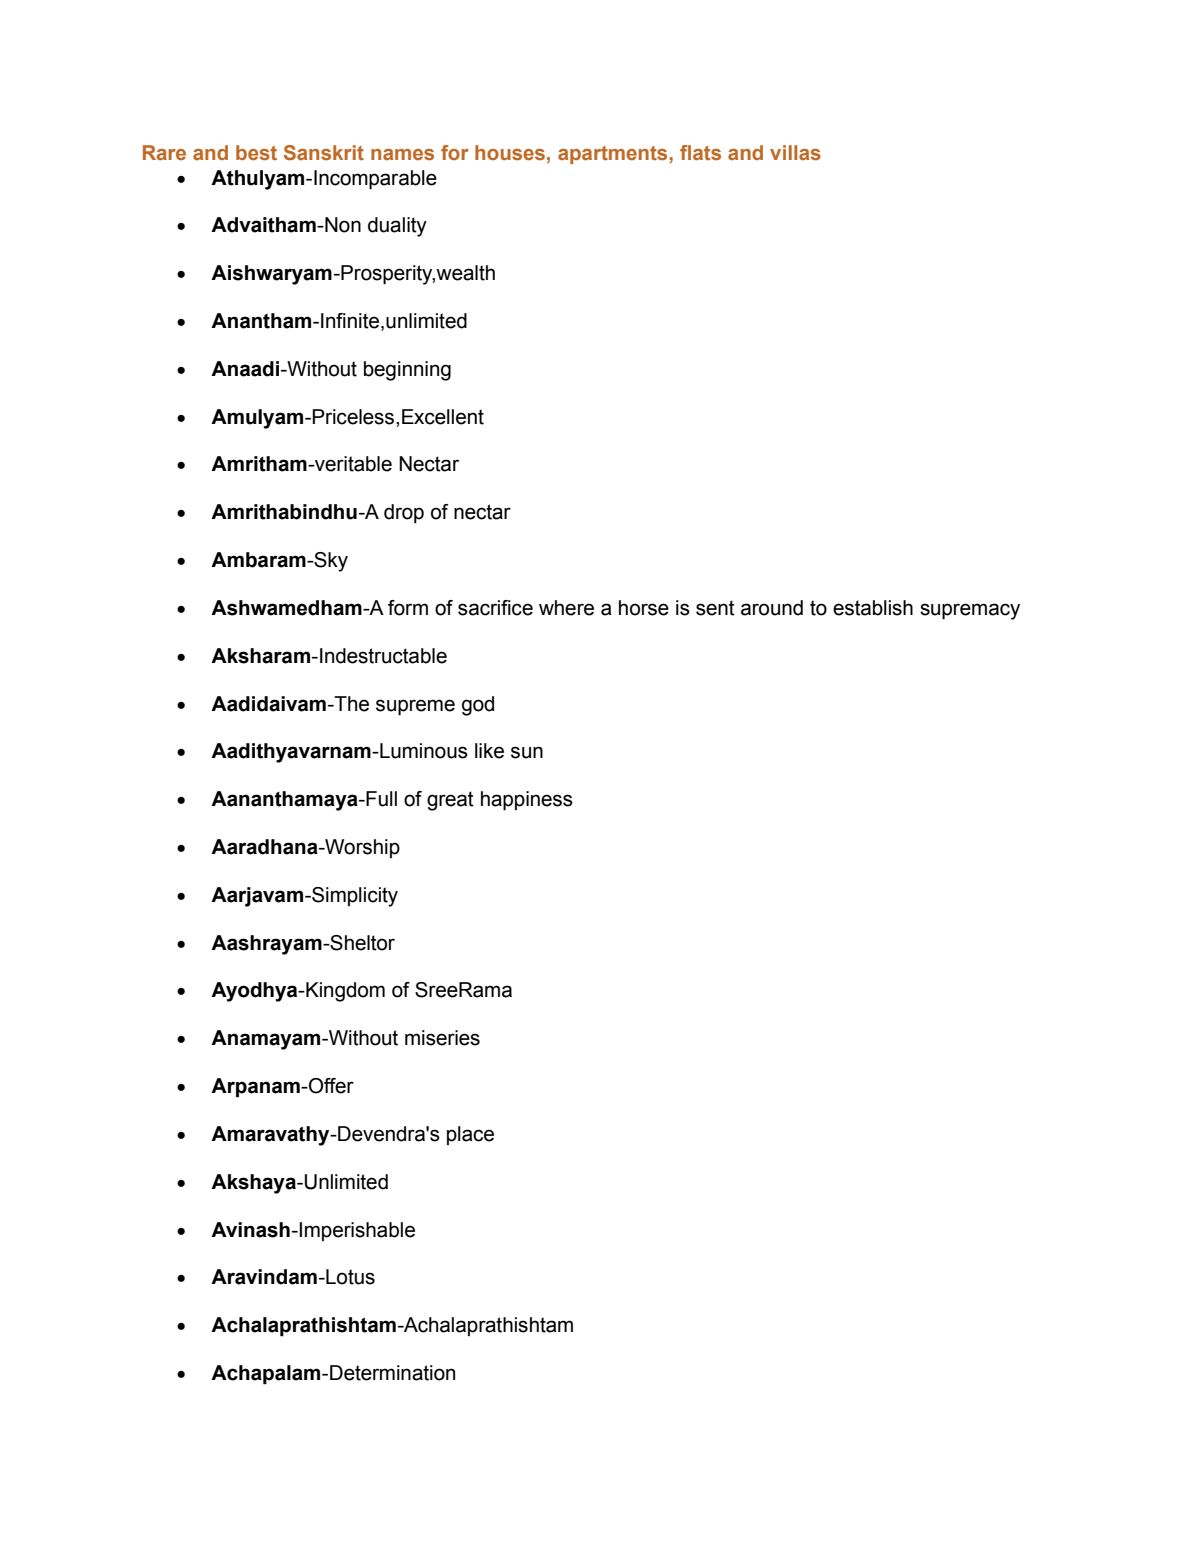 Rare and best Sanskrit names for houses, apartments, flats and villas
• Athulyam-Incomparable
• Advaitham-Non duality
• Aishwaryam-Prosperity,wealth
• Anantham-Infinite,unlimited
• Anaadi-Without beginning
• Amulyam-Priceless,Excellent
• Amritham-veritable Nectar
• Amrithabindhu-A drop of nectar
• Ambaram-Sky
• Ashwamedham-A form of sacrifice where a horse is sent around to establish supremacy
• Aksharam-Indestructable
• Aadidaivam-The supreme god
• Aadithyavarnam-Luminous like sun
• Aananthamaya-Full of great happiness
• Aaradhana-Worship
• Aarjavam-Simplicity
• Aashrayam-Sheltor
• Ayodhya-Kingdom of SreeRama
• Anamayam-Without miseries
• Arpanam-Offer
• Amaravathy-Devendra's place
• Akshaya-Unlimited
• Avinash-Imperishable
• Aravindam-Lotus
• Achalaprathishtam-Achalaprathishtam
• Achapalam-Determination